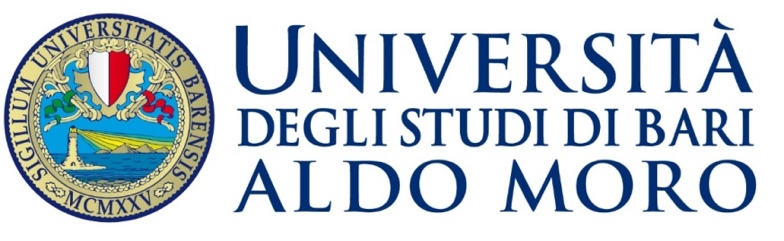 SIGILLUM UNIVERSITATIS BARENSIS
MCMXXV
UNIVERSITÀ
DEGLI STUDI DI BARI
ALDO MORO